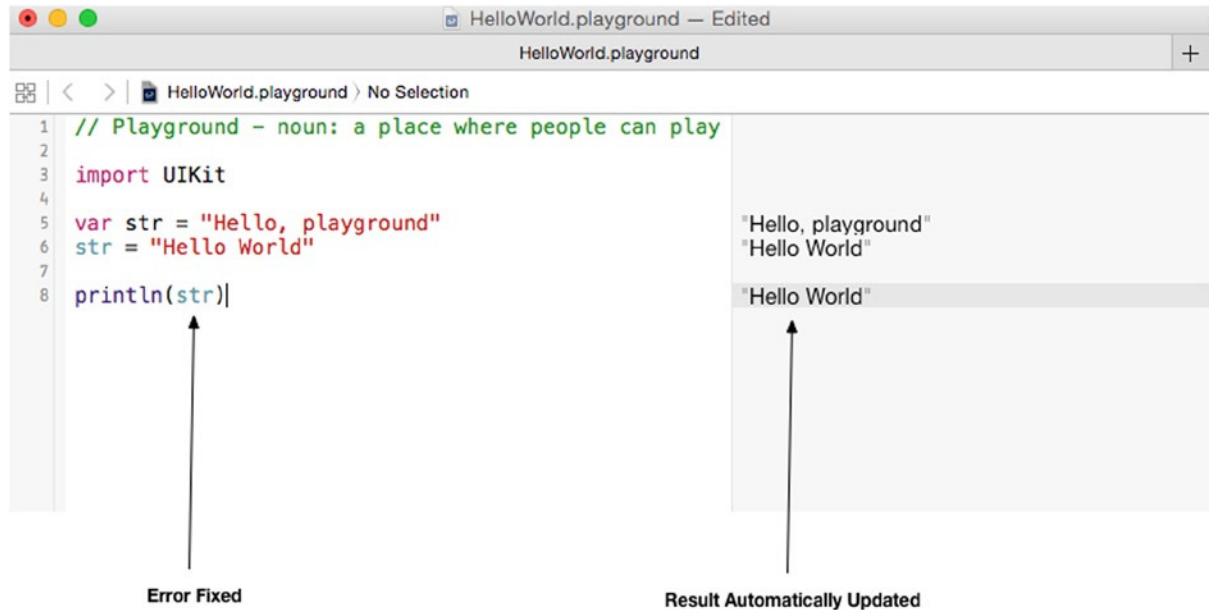 HelloWorld.playground — Edited
HelloWorld.playground
+
HelloWorld.playground 〉 No Selection
1 // Playground – noun: a place where people can play
2
3 import UIKit
4
5 var str = "Hello, playground" "Hello, playground"
6 str = "Hello World" "Hello World"
7
8 println(str) "Hello World"
Error Fixed
Result Automatically Updated